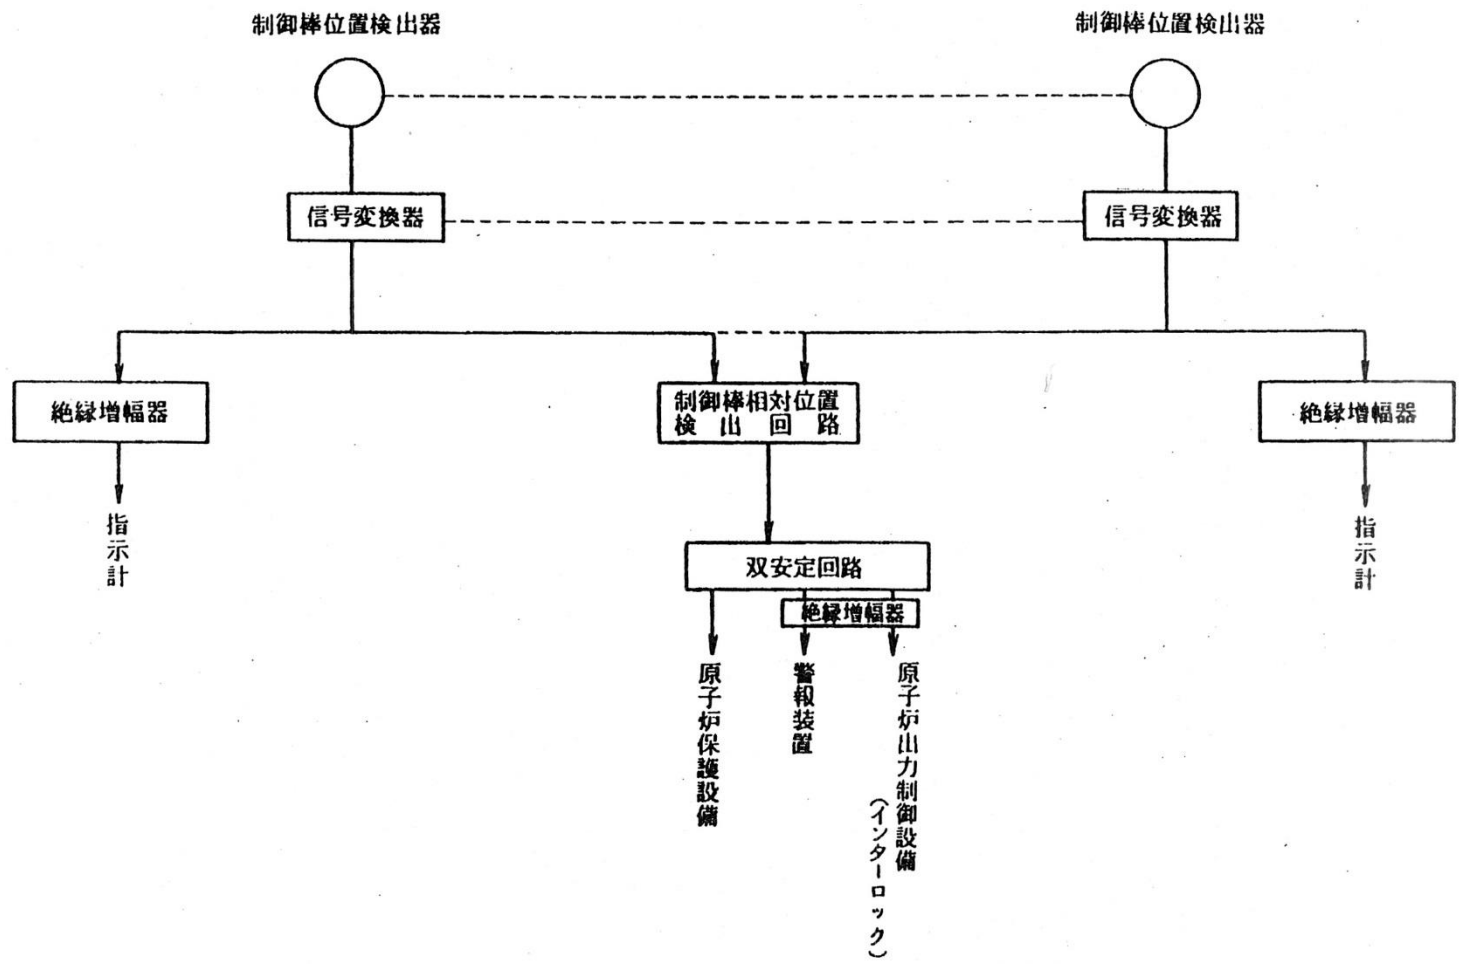 制御棒位置検出器
制御棒位置検出器
信号変換器
信号変換器
絶縁増幅器
制御棒相対位置
検出回路
絶縁増幅器
指示計
指示計
双安定回路
絶縁増幅器
原子炉保護設備
警報装置
原子炉出力制御設備
(インターロック)